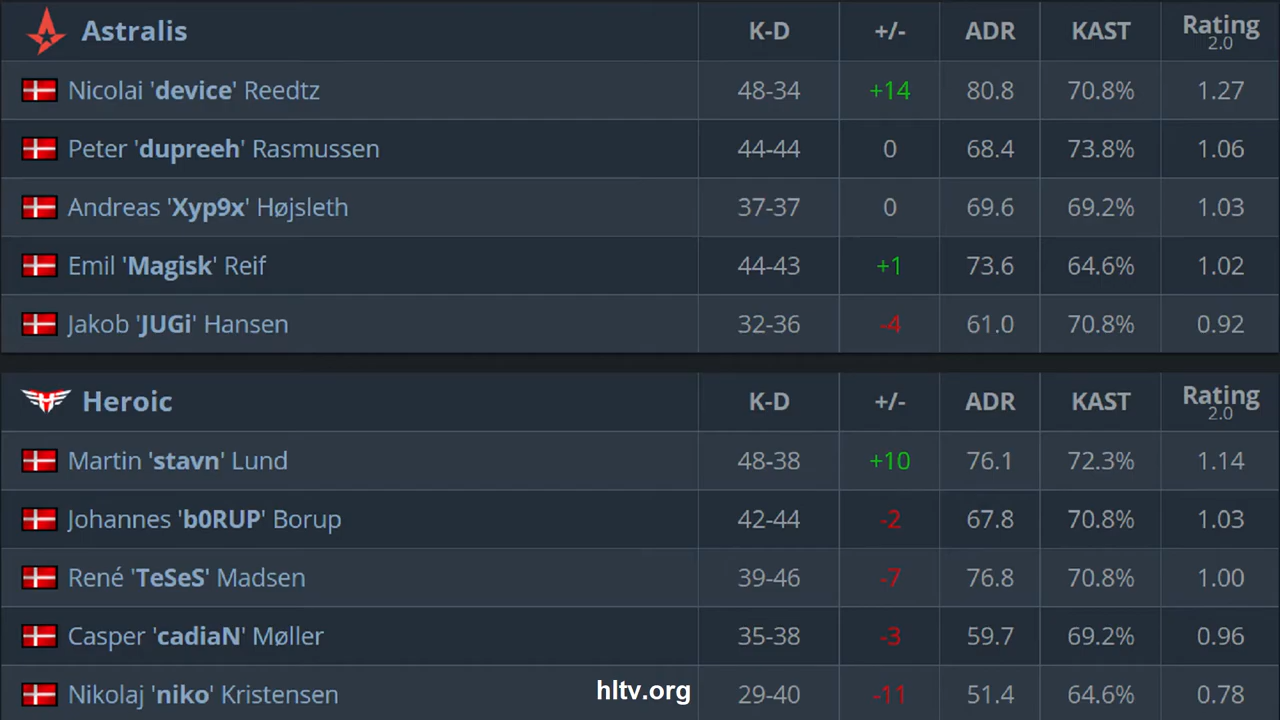 Astralis K-D +/- ADR KAST Rating 2.0
Nicolai 'device' Reedtz 48-34 +14 80.8 70.8% 1.27
Peter 'dupreeh' Rasmussen 44-44 0 68.4 73.8% 1.06
Andreas 'Xyp9x' Højsleth 37-37 0 69.6 69.2% 1.03
Emil 'Magisk' Reif 44-43 +1 73.6 64.6% 1.02
Jakob 'JUGi' Hansen 32-36 -4 61.0 70.8% 0.92
Heroic K-D +/- ADR KAST Rating 2.0
Martin 'stavn' Lund 48-38 +10 76.1 72.3% 1.14
Johannes 'b0RUP' Borup 42-44 -2 67.8 70.8% 1.03
René 'TeSeS' Madsen 39-46 -7 76.8 70.8% 1.00
Casper 'cadiaN' Møller 35-38 -3 59.7 69.2% 0.96
Nikolaj 'niko' Kristensen hltv.org 29-40 -11 51.4 64.6% 0.78